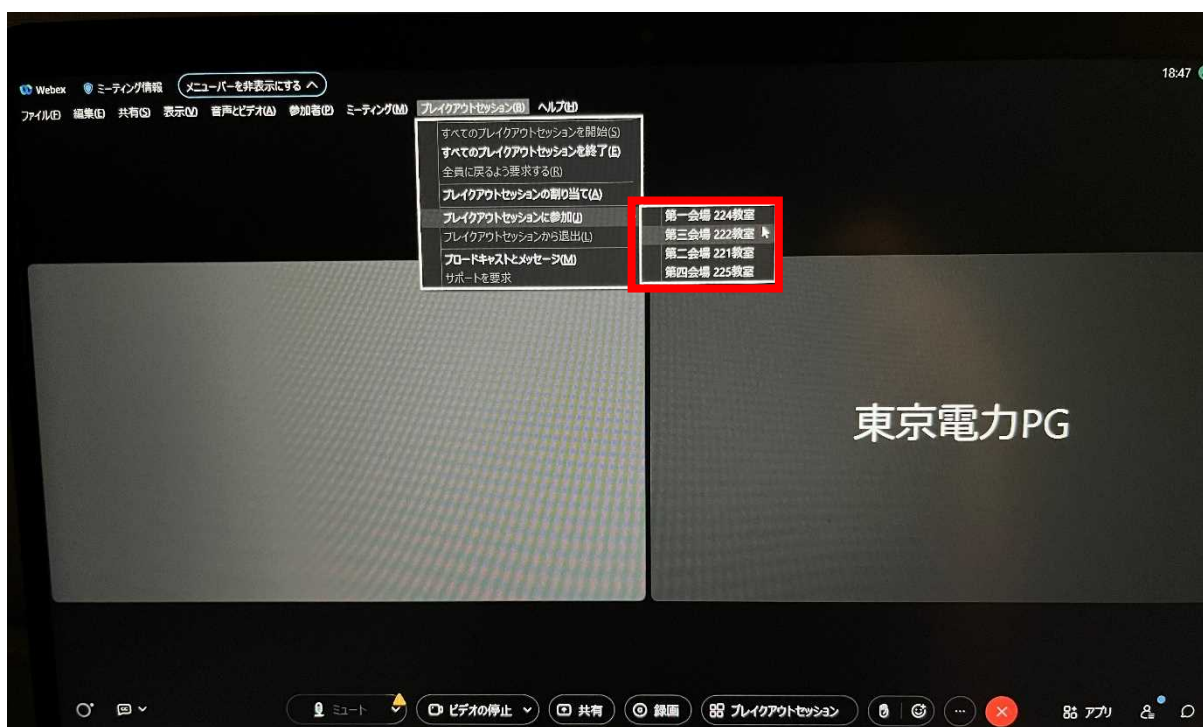 18:47
Webex ミーティング情報 メニューバーを非表示にする
ファイル(F) 編集(E) 共有(S) 表示(V) 音声とビデオ(A) 参加者(P) ミーティング(M) ブレイクアウトセッション(B) ヘルプ(H)
すべてのブレイクアウトセッションを開始(S)
すべてのブレイクアウトセッションを終了(E)
全員に戻るよう要求する(R)
ブレイクアウトセッションの割り当て(A)
ブレイクアウトセッションに参加(J)
ブレイクアウトセッションから退出(L)
ブロードキャストとメッセージ(M)
サポートを要求
第一会場 224教室
第三会場 222教室
第二会場 221教室
第四会場 225教室
東京電力PG
ミュート ビデオの停止 共有 録画 ブレイクアウトセッション アプリ